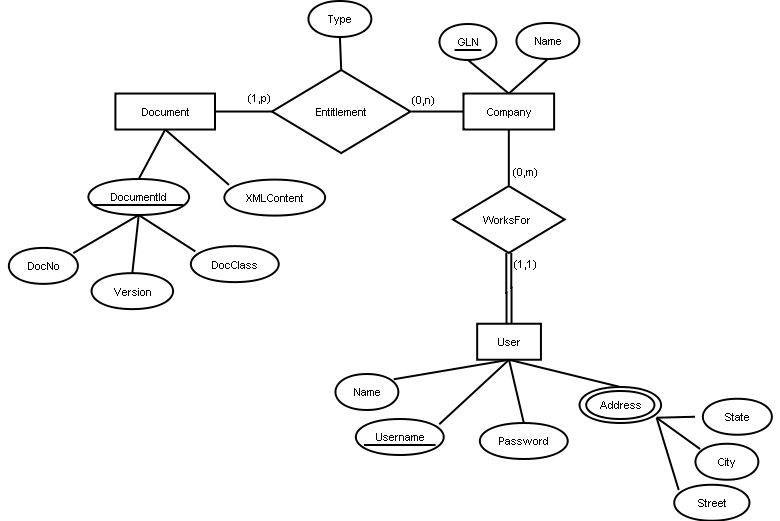 Type
GLN
Name
Document
(1,p)
Entitlement
(0,n)
Company
(0,m)
DocumentId
XMLContent
WorksFor
DocNo
DocClass
(1,1)
Version
User
Name
Address
State
Username
Password
City
Street